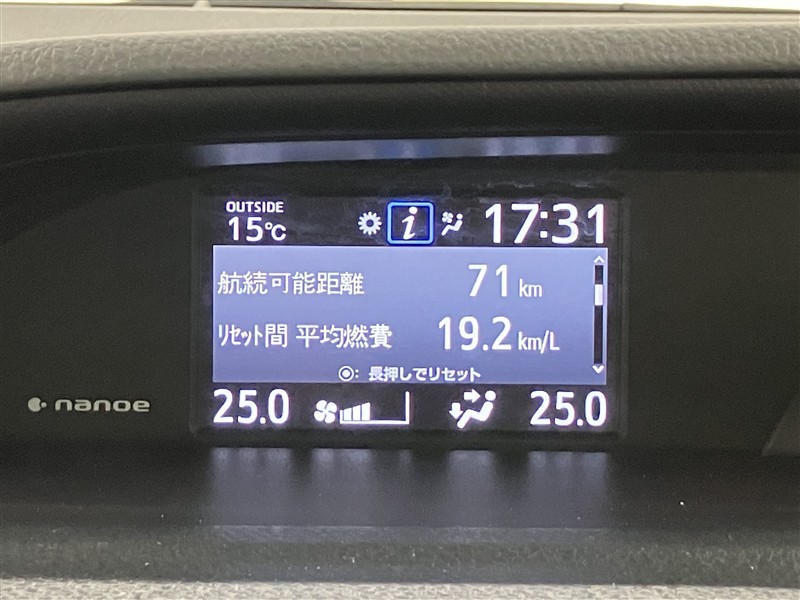 OUTSIDE
15℃
17:31
航続可能距離 71 km
ﾘｾｯﾄ間 平均燃費 19.2 km/L
◉: 長押しでリセット
25.0 25.0
nanoe